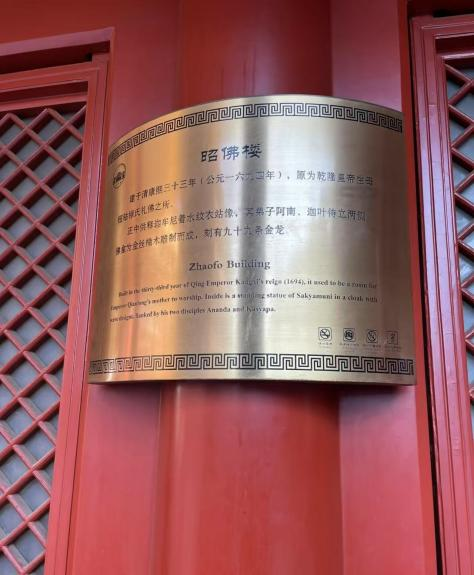 昭佛楼
建于清康熙三十三年（公元一六九四年），原为乾隆皇帝生母
钮祜禄氏礼佛之所。
正中供释迦牟尼着水纹衣站像，其弟子阿南、迦叶侍立两侧
佛龛为金丝楠木雕制而成，刻有九十九条金龙。
Zhaofo Building
Built in the thirty-third year of Qing Emperor Kangxi's reign (1694), it used to be a room for
Emperor Qianlong's mother to worship. Inside is a standing statue of Sakyamuni in a cloak with
wave designs, flanked by his two disciples Ananda and Kasyapa.